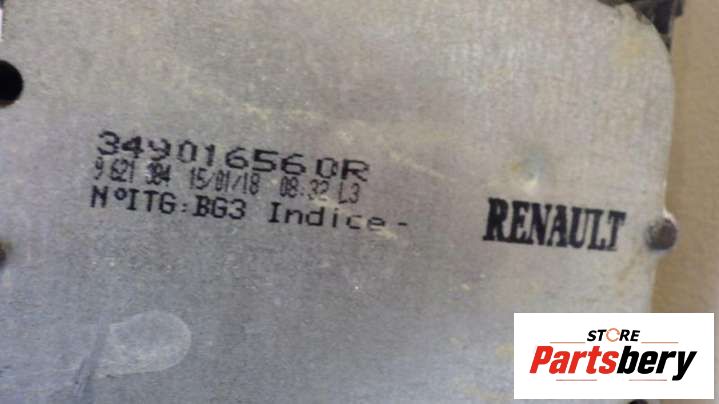 349016560R
9 621 384 15/01/18 08:32 L3
N°ITG:BG3 Indice-
RENAULT
STORE
Partsbery